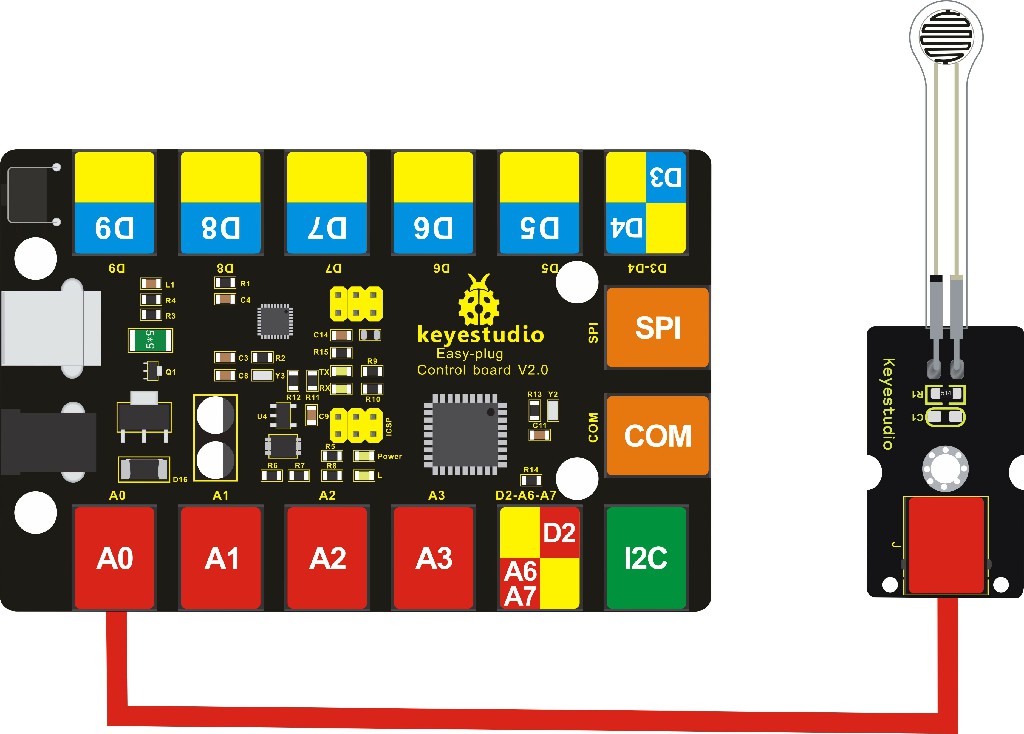 D9
D8
D7
D6
D5
D3
D4
D9
D8
D7
D6
D5
D3-D4
L1
R4
R3
5*5
Q1
R1
C4
C3
R2
C8
Y3
R12
R11
U4
C9
R6
R7
C14
R15
TX
RX
R9
R10
ICSP
R5
R8
Power
L
keyestudio
Easy-plug
Control board V2.0
R13
Y2
C11
R14
SPI
SPI
COM
COM
D16
A0
A1
A2
A3
D2-A6-A7
A0
A1
A2
A3
D2
A6
A7
I2C
Keyestudio
R1
514
C1
J